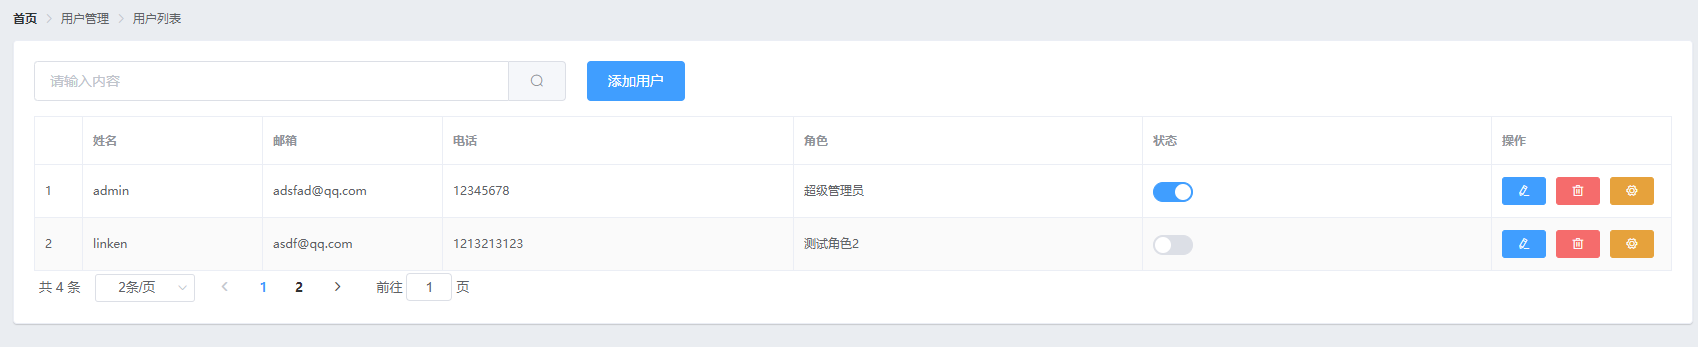 首页 > 用户管理 > 用户列表
请输入内容 添加用户
姓名 邮箱 电话 角色 状态 操作
1 admin adsfad@qq.com 12345678 超级管理员
2 linken asdf@qq.com 1213213123 测试角色2
共 4 条 2条/页 < 1 2 > 前往 1 页